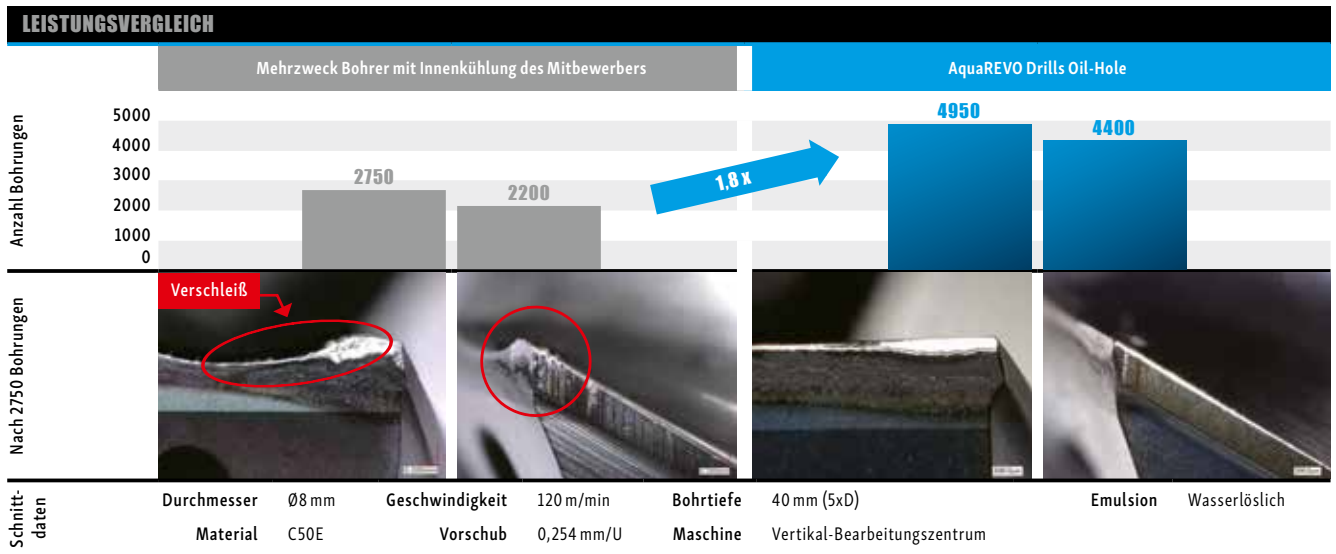 LEISTUNGSVERGLEICH
Mehrzweck Bohrer mit Innenkühlung des Mitbewerbers
AquaREVO Drills Oil-Hole
Anzahl Bohrungen
5000
4000
3000
2000
1000
0
2750
2200
1,8 x
4950
4400
Nach 2750 Bohrungen
Verschleiß
Schnitt-
daten
Durchmesser Ø8 mm Geschwindigkeit 120 m/min Bohrtiefe 40 mm (5xD) Emulsion Wasserlöslich
Material C50E Vorschub 0,254 mm/U Maschine Vertikal-Bearbeitungszentrum